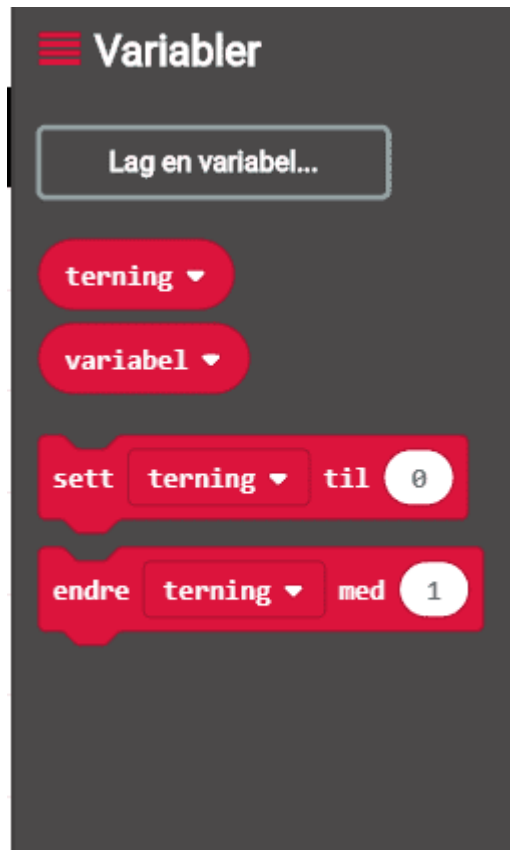 Variabler
Lag en variabel...
terning
variabel
sett terning til 0
endre terning med 1